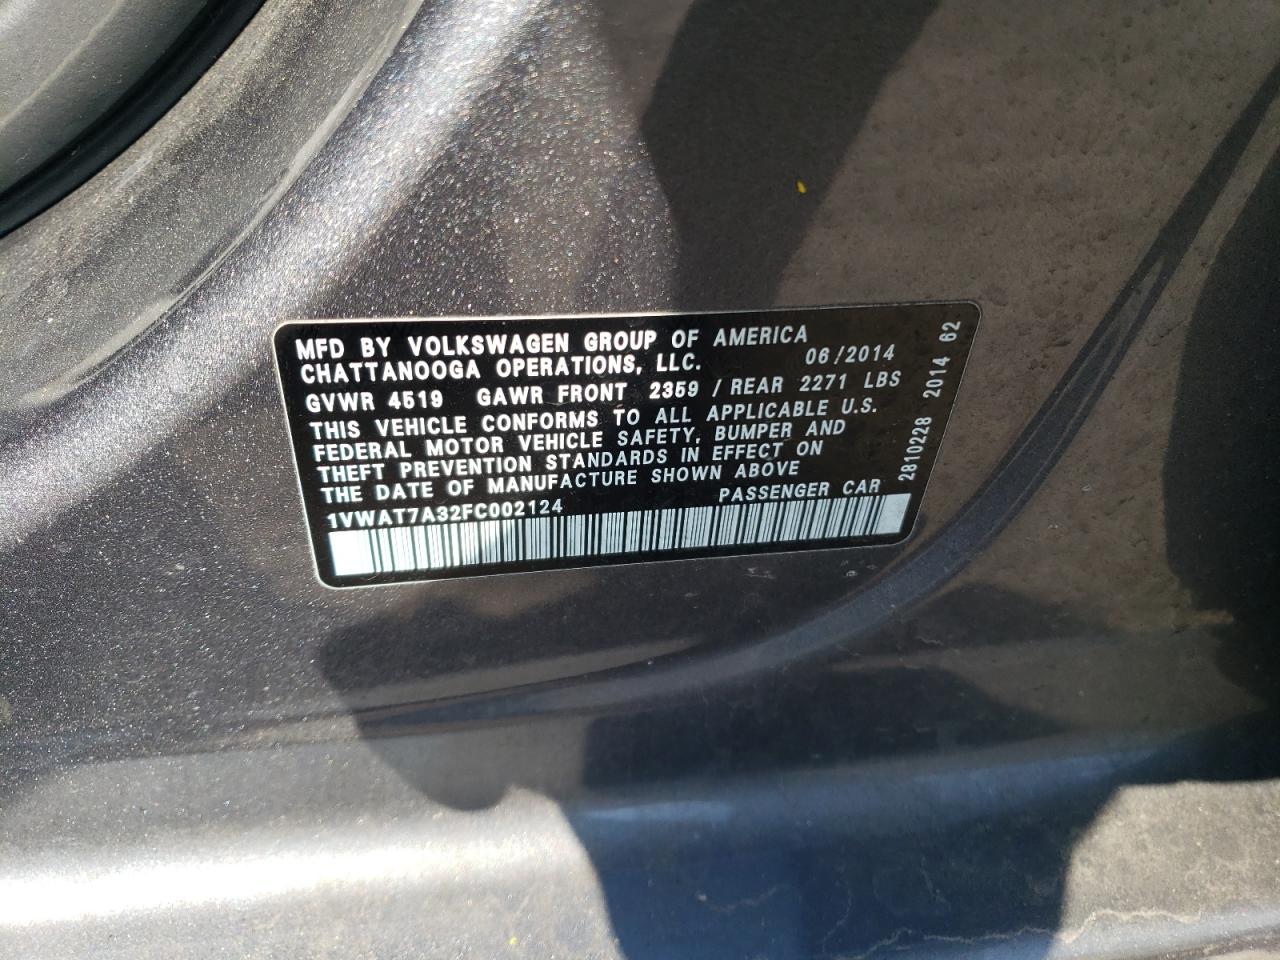 MFD BY VOLKSWAGEN GROUP OF AMERICA
CHATTANOOGA OPERATIONS, LLC. 06/2014
GVWR 4519 GAWR FRONT 2359 / REAR 2271 LBS
THIS VEHICLE CONFORMS TO ALL APPLICABLE U.S.
FEDERAL MOTOR VEHICLE SAFETY, BUMPER AND
THEFT PREVENTION STANDARDS IN EFFECT ON
THE DATE OF MANUFACTURE SHOWN ABOVE
1VWAT7A32FC002124 PASSENGER CAR
2810228 2014 62